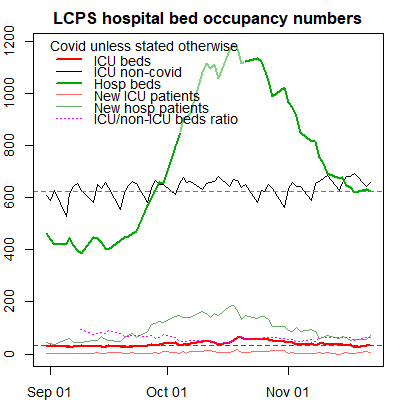 LCPS hospital bed occupancy numbers
Covid unless stated otherwise
ICU beds
ICU non-covid
Hosp beds
New ICU patients
New hosp patients
ICU/non-ICU beds ratio
1200
1000
800
600
400
200
0
Sep 01 Oct 01 Nov 01